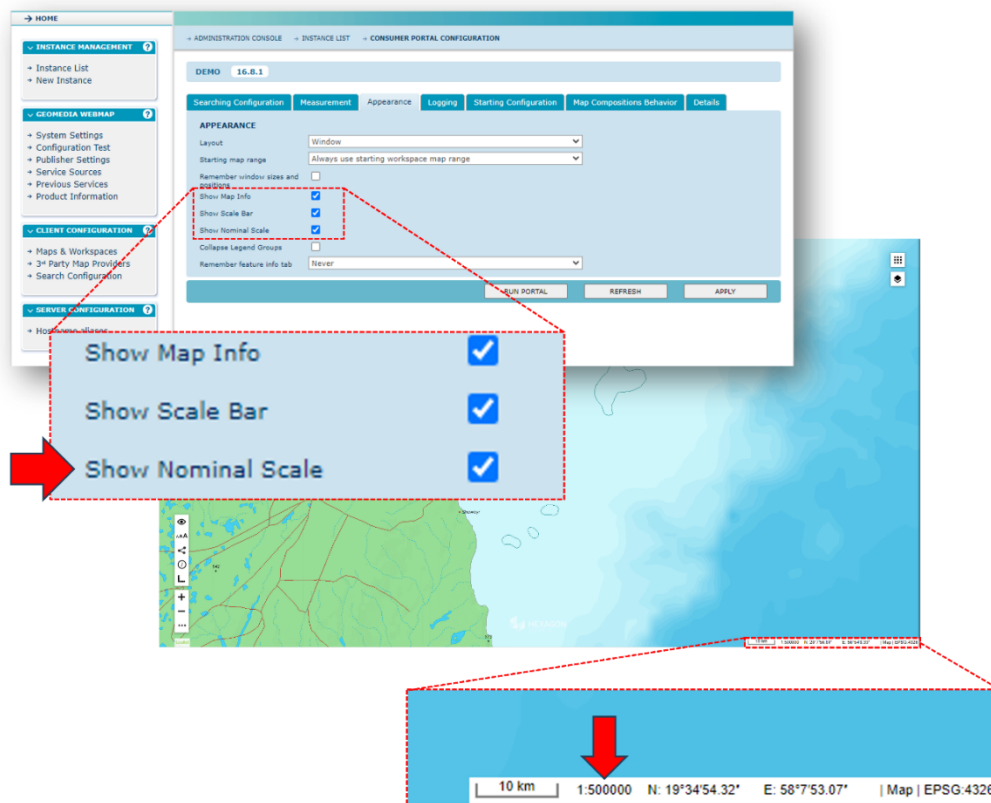 → HOME
INSTANCE MANAGEMENT ?
→ Instance List
→ New Instance
GEOMEDIA WEBMAP ?
→ System Settings
→ Configuration Test
→ Publisher Settings
→ Service Sources
→ Previous Services
→ Product Information
CLIENT CONFIGURATION ?
→ Maps & Workspaces
→ 3rd Party Map Providers
→ Search Configuration
SERVER CONFIGURATION ?
→ Hostname aliases
→ ADMINISTRATION CONSOLE → INSTANCE LIST → CONSUMER PORTAL CONFIGURATION
DEMO 16.8.1
Searching Configuration Measurement Appearance Logging Starting Configuration Map Compositions Behavior Details
APPEARANCE
Layout Window
Starting map range Always use starting workspace map range
Remember window sizes and
positions
Show Map Info
Show Scale Bar
Show Nominal Scale
Collapse Legend Groups
Remember feature info tab Never
RUN PORTAL REFRESH APPLY
Show Map Info
Show Scale Bar
Show Nominal Scale
HEXAGON
10 km 1:500000 N: 19°34'54.32" E: 58°7'53.07" | Map | EPSG:4326